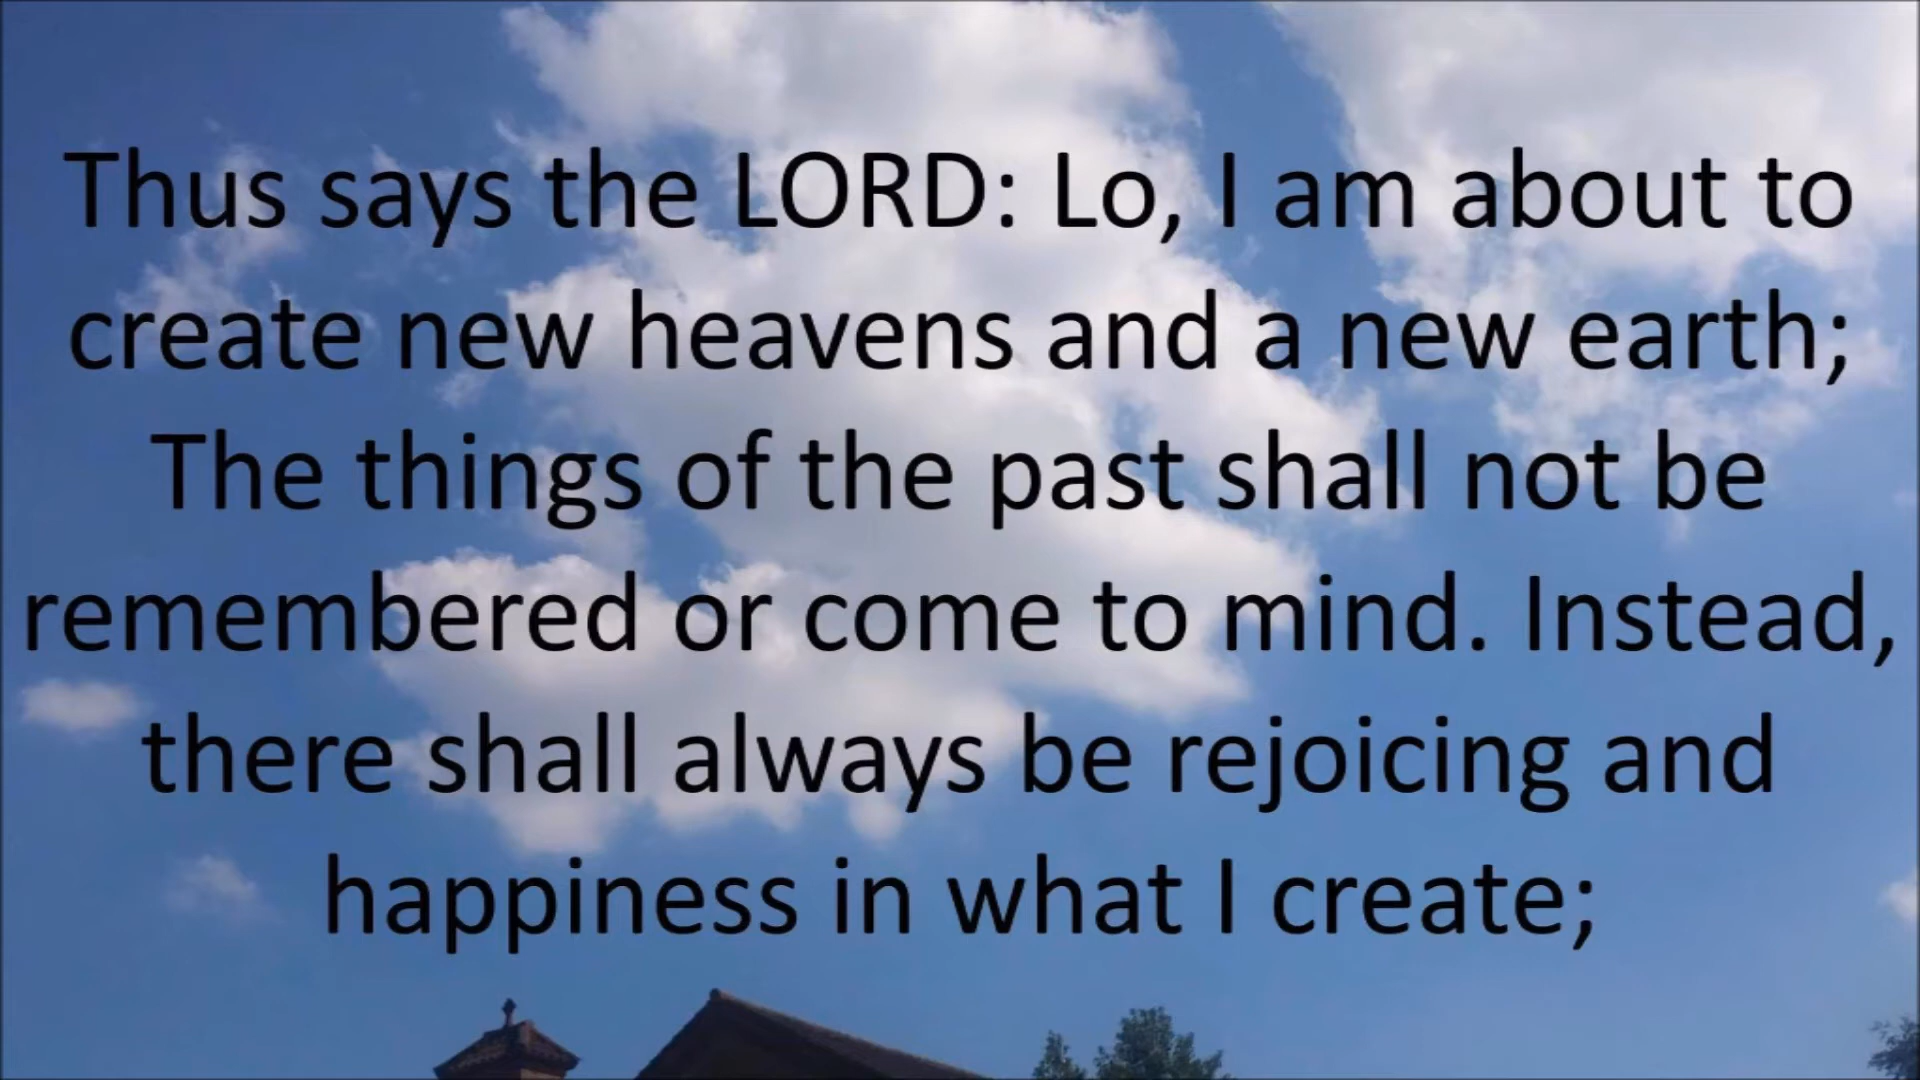 Thus says the LORD: Lo, I am about to
create new heavens and a new earth;
The things of the past shall not be
remembered or come to mind. Instead,
there shall always be rejoicing and
happiness in what I create;